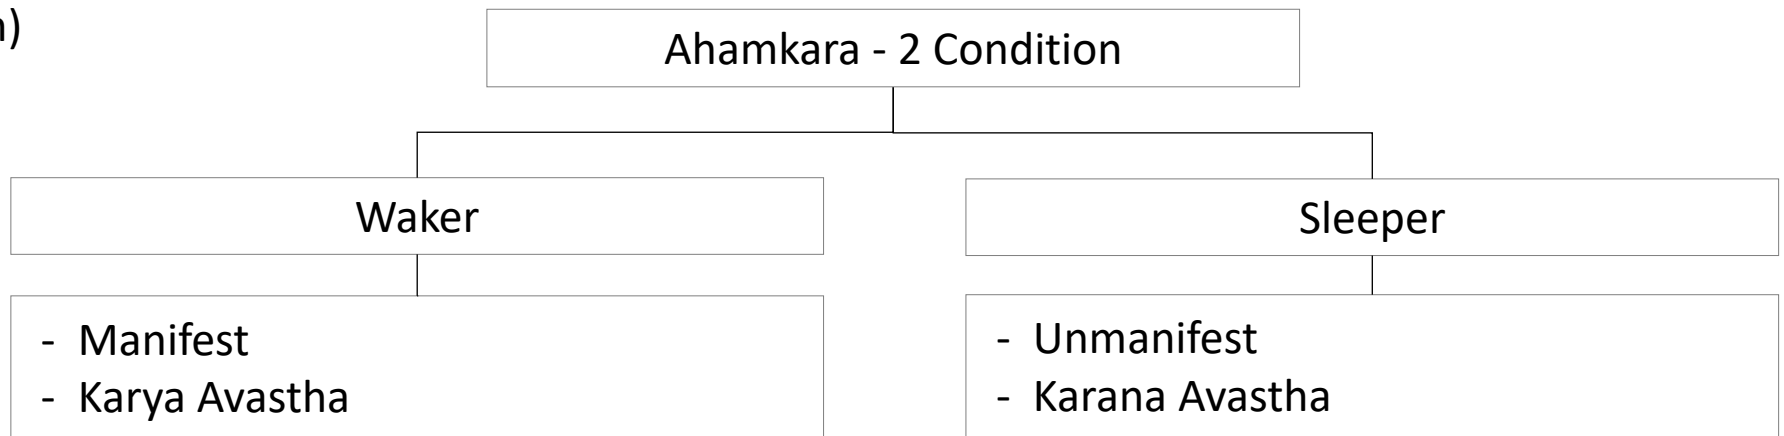 Ahamkara - 2 Condition
Waker
Sleeper
- Manifest
- Karya Avastha
- Unmanifest
- Karana Avastha